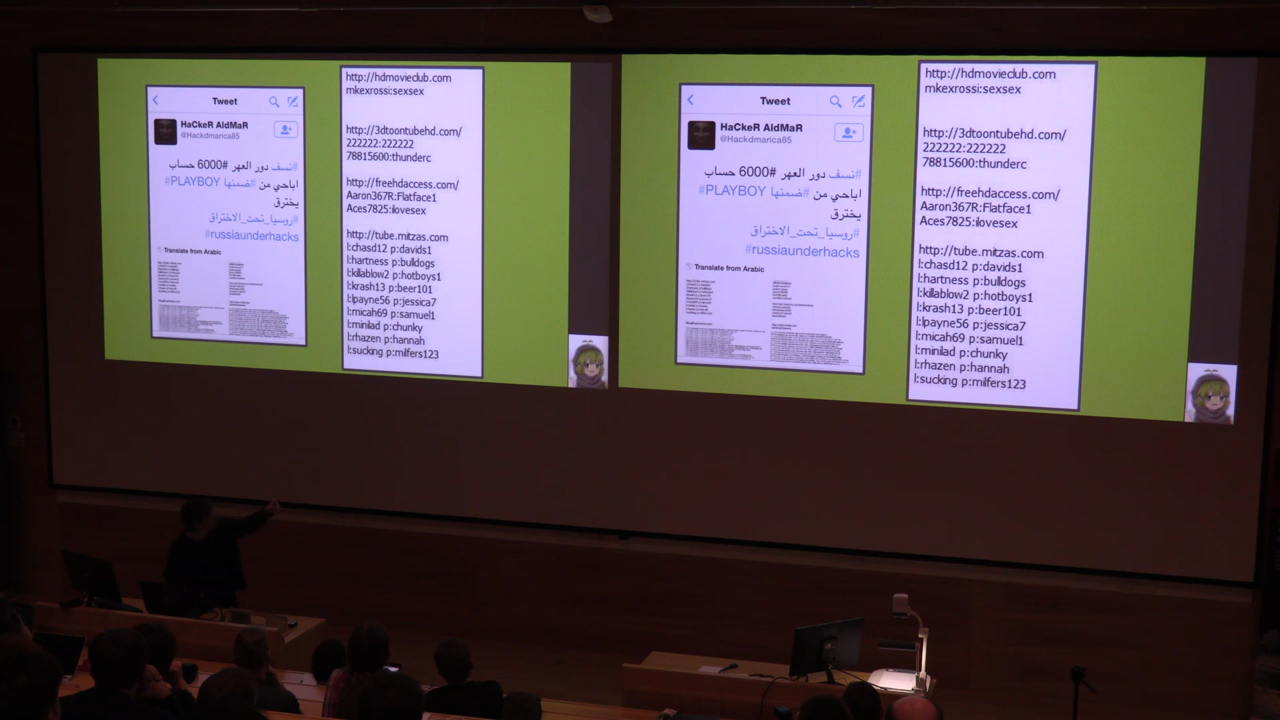 Tweet
HaCkeR AldMaR
@Hackdmarica65
#نسف دور العهر #6000 حساب
اباحي من #ضمنها PLAYBOY#
يخترق
#روسيا_تحت_الاختراق
#russiaunderhacks
Translate from Arabic
http://hdmovieclub.com
mkexrossi:sexsex
http://3dtoontubehd.com/
222222:222222
78815600:thunderc
http://freehdaccess.com/
Aaron367R:Flatface1
Aces7825:ilovesex
http://tube.mitzas.com
l:chasd12 p:davids1
l:hartness p:bulldogs
l:killablow2 p:hotboys1
l:krash13 p:beer101
l:lpayne56 p:jessica7
l:micah69 p:samuel1
l:minilad p:chunky
l:rhazen p:hannah
l:sucking p:milfers123
Tweet
HaCkeR AldMaR
@Hackdmarica65
#نسف دور العهر #6000 حساب
اباحي من #ضمنها PLAYBOY#
يخترق
#روسيا_تحت_الاختراق
#russiaunderhacks
Translate from Arabic
http://hdmovieclub.com
mkexrossi:sexsex
http://3dtoontubehd.com/
222222:222222
78815600:thunderc
http://freehdaccess.com/
Aaron367R:Flatface1
Aces7825:ilovesex
http://tube.mitzas.com
l:chasd12 p:davids1
l:hartness p:bulldogs
l:killablow2 p:hotboys1
l:krash13 p:beer101
l:lpayne56 p:jessica7
l:micah69 p:samuel1
l:minilad p:chunky
l:rhazen p:hannah
l:sucking p:milfers123